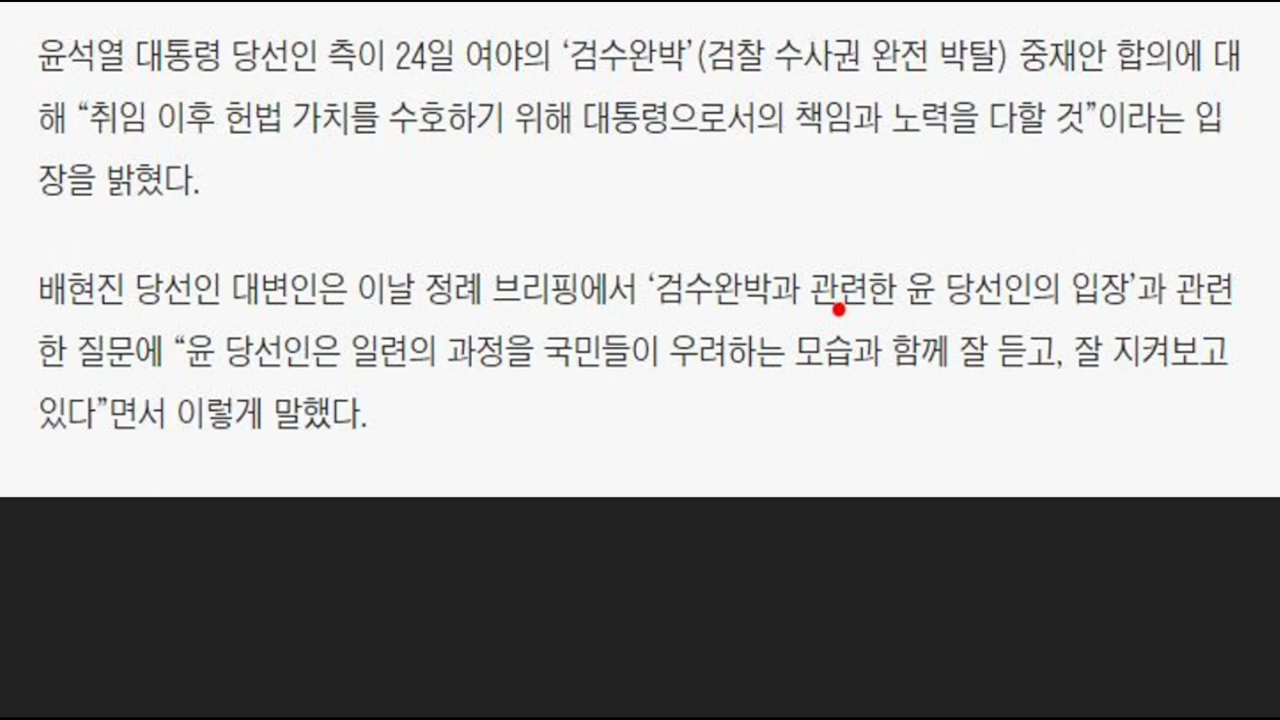 윤석열 대통령 당선인 측이 24일 여야의 ‘검수완박’(검찰 수사권 완전 박탈) 중재안 합의에 대
해 “취임 이후 헌법 가치를 수호하기 위해 대통령으로서의 책임과 노력을 다할 것”이라는 입
장을 밝혔다.
배현진 당선인 대변인은 이날 정례 브리핑에서 ‘검수완박과 관련한 윤 당선인의 입장’과 관련
한 질문에 “윤 당선인은 일련의 과정을 국민들이 우려하는 모습과 함께 잘 듣고, 잘 지켜보고
있다”면서 이렇게 말했다.